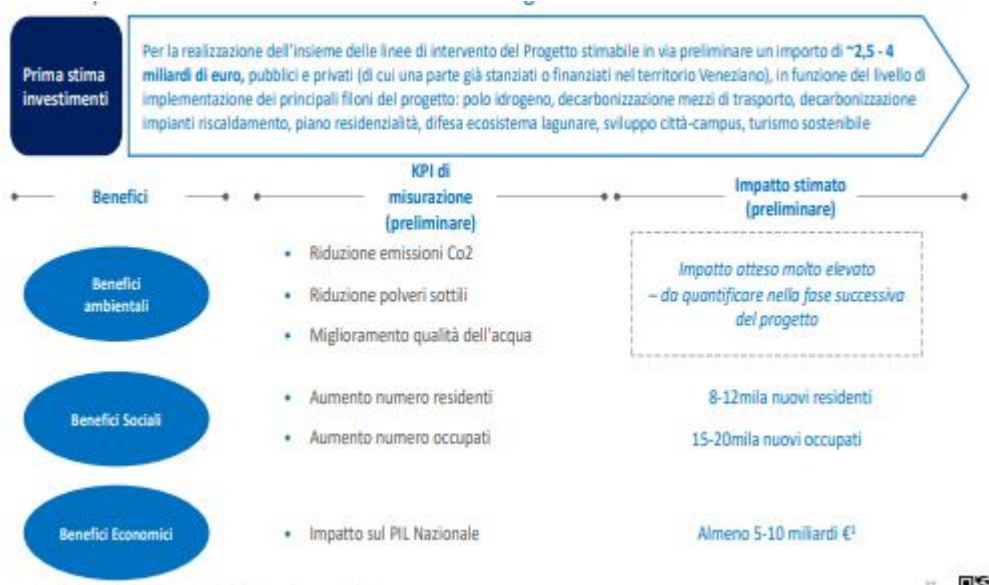 Prima stima
investimenti
Per la realizzazione dell'insieme delle linee di intervento del Progetto stimabile in via preliminare un importo di ~2,5 - 4
miliardi di euro, pubblici e privati (di cui una parte già stanziati o finanziati nel territorio Veneziano), in funzione del livello di
implementazione dei principali filoni del progetto: polo idrogeno, decarbonizzazione mezzi di trasporto, decarbonizzazione
impianti riscaldamento, piano residenzialità, difesa ecosistema lagunare, sviluppo città-campus, turismo sostenibile
Benefici
KPI di
misurazione
(preliminare)
Impatto stimato
(preliminare)
Benefici
ambientali
• Riduzione emissioni Co2
• Riduzione polveri sottili
• Miglioramento qualità dell'acqua
Impatto atteso molto elevato
– da quantificare nella fase successiva
del progetto
Benefici Sociali
• Aumento numero residenti
8-12mila nuovi residenti
• Aumento numero occupati
15-20mila nuovi occupati
Benefici Economici
• Impatto sul PIL Nazionale
Almeno 5-10 miliardi €¹